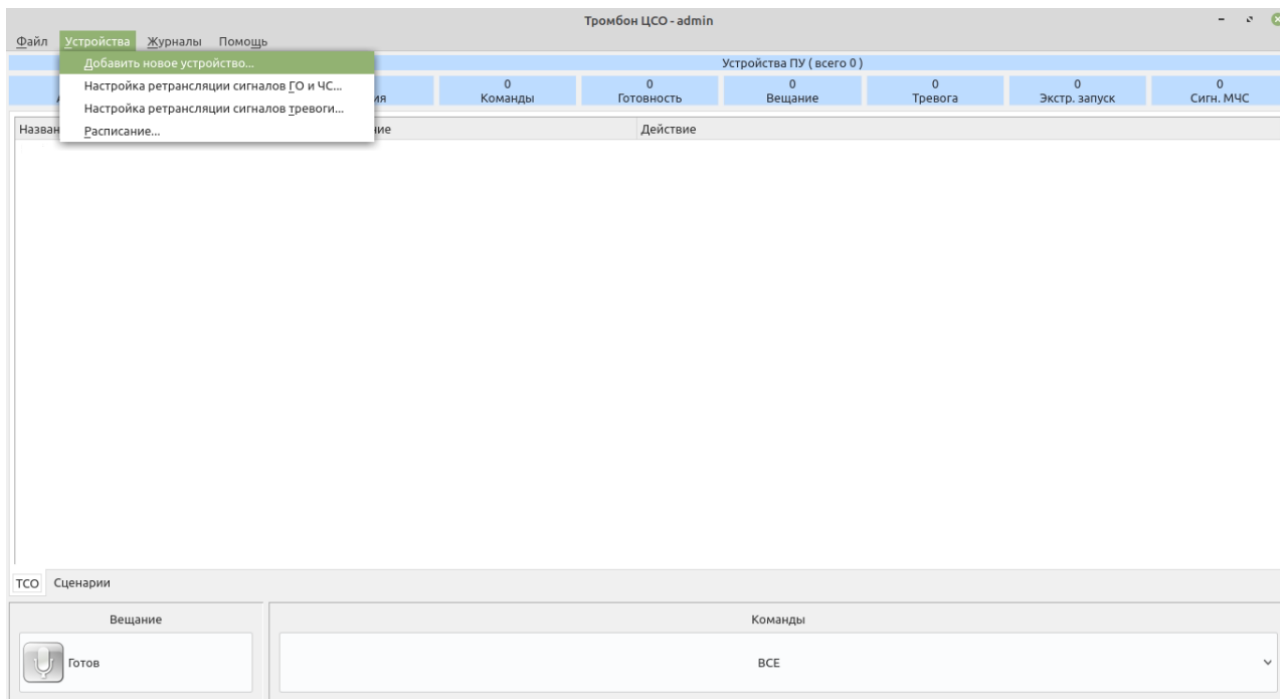 Тромбон ЦСО - admin
Файл Устройства Журналы Помощь
Добавить новое устройство...
Настройка ретрансляции сигналов ГО и ЧС...
Настройка ретрансляции сигналов тревоги...
Расписание...
Устройства ПУ ( всего 0 )
0 0 0 0 0 0
Команды Готовность Вещание Тревога Экстр. запуск Сигн. МЧС
Действие
ТСО Сценарии
Вещание Команды
Готов ВСЕ